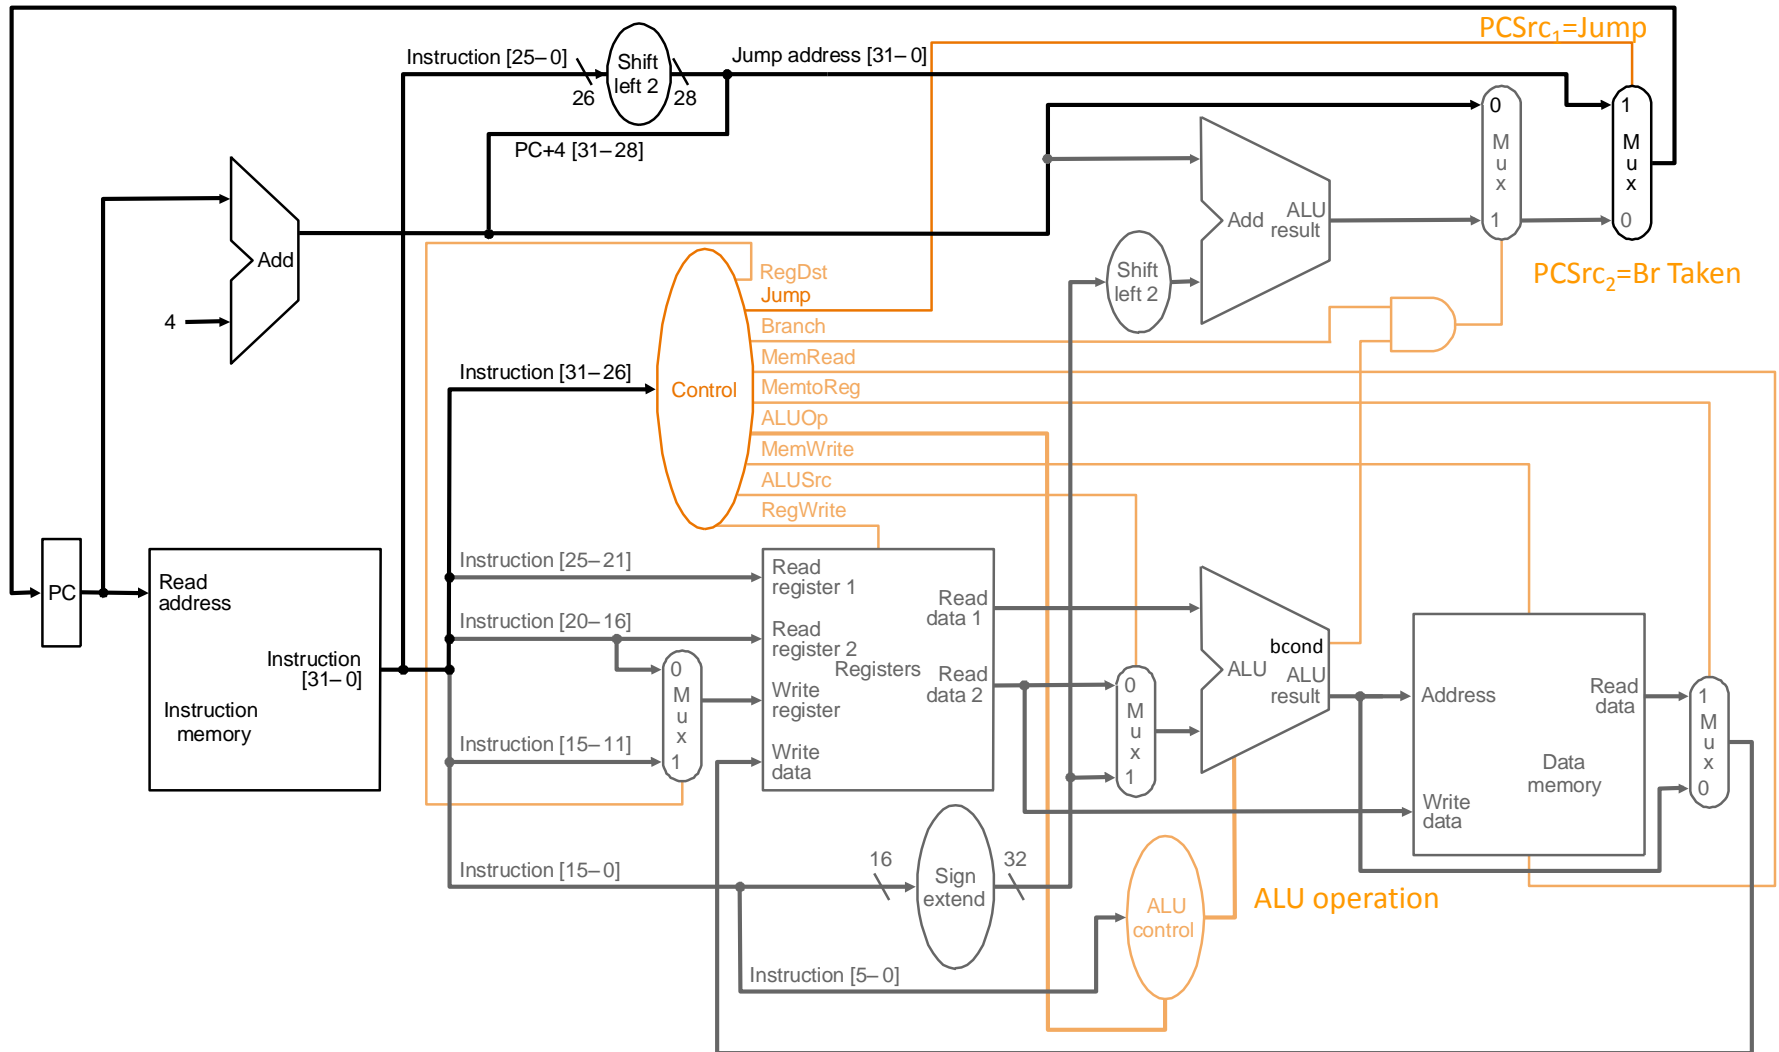 PCSrc1=Jump
Instruction [25–0]
Shift
left 2
Jump address [31–0]
26
28
PC+4 [31–28]
0
M
u
x
1
1
M
u
x
0
Add
4
Add
ALU
result
Shift
left 2
PCSrc2=Br Taken
Control
RegDst
Jump
Branch
MemRead
MemtoReg
ALUOp
MemWrite
ALUSrc
RegWrite
Instruction [31–26]
PC
Read
address
Instruction
[31–0]
Instruction
memory
Instruction [25–21]
Instruction [20–16]
Instruction [15–11]
Instruction [15–0]
Instruction [5–0]
0
M
u
x
1
Read
register 1
Read
register 2
Write
register
Write
data
Registers
Read
data 1
Read
data 2
0
M
u
x
1
bcond
ALU
ALU
result
Address
Write
data
Read
data
Data
memory
1
M
u
x
0
16
Sign
extend
32
ALU
control
ALU operation